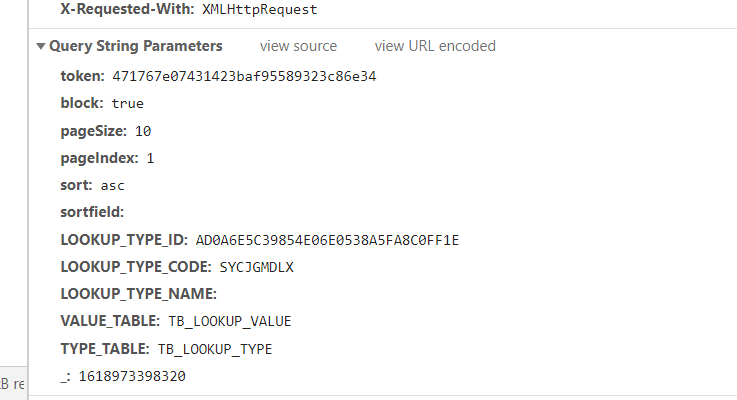 X-Requested-With: XMLHttpRequest
Query String Parameters view source view URL encoded
token: 471767e07431423baf95589323c86e34
block: true
pageSize: 10
pageIndex: 1
sort: asc
sortfield:
LOOKUP_TYPE_ID: AD0A6E5C39854E06E0538A5FA8C0FF1E
LOOKUP_TYPE_CODE: SYCJGMDLX
LOOKUP_TYPE_NAME:
VALUE_TABLE: TB_LOOKUP_VALUE
TYPE_TABLE: TB_LOOKUP_TYPE
_: 1618973398320